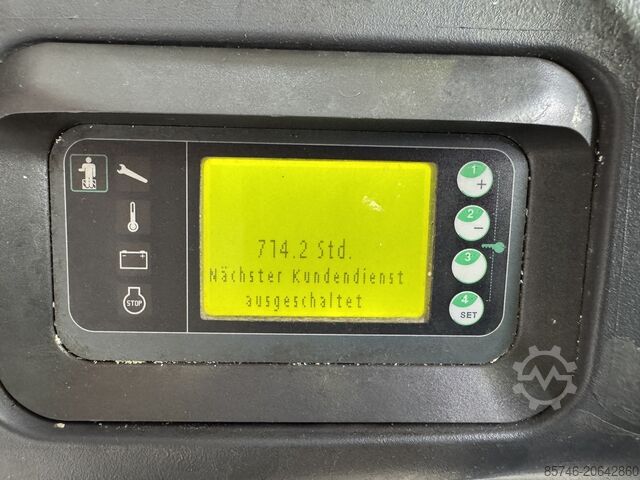 714.2 Std.
Nächster Kundendienst
ausgeschaltet
1
+
2
−
3
4
SET
− +
STOP
85746-20642860